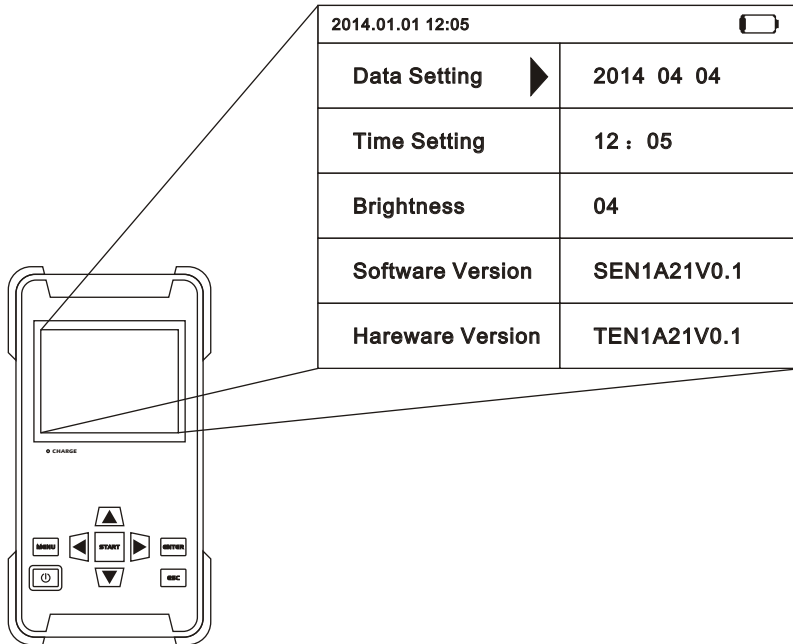 2014.01.01 12:05
Data Setting 2014 04 04
Time Setting 12 : 05
Brightness 04
Software Version SEN1A21V0.1
Hareware Version TEN1A21V0.1
CHARGE
MENU START ENTER
ESC